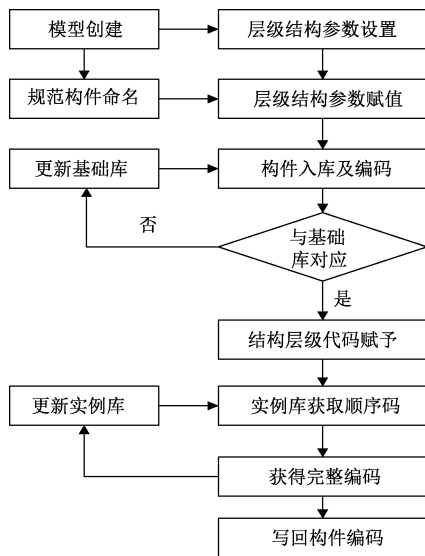 模型创建
层级结构参数设置
规范构件命名
层级结构参数赋值
更新基础库
构件入库及编码
否
与基础
库对应
是
结构层级代码赋予
更新实例库
实例库获取顺序码
获得完整编码
写回构件编码